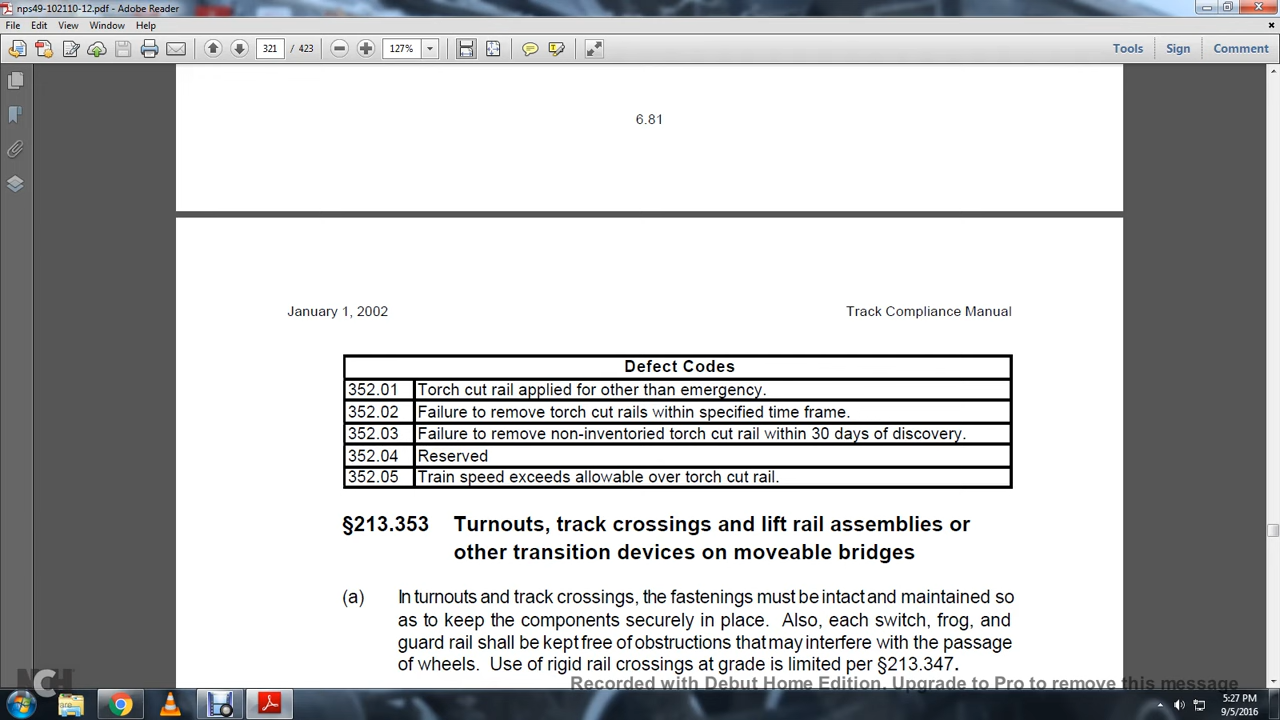 nps49-102110-12.pdf - Adobe Reader
File Edit View Window Help
321 / 423 127% Tools Sign Comment
6.81
January 1, 2002 Track Compliance Manual
Defect Codes
352.01 Torch cut rail applied for other than emergency.
352.02 Failure to remove torch cut rails within specified time frame.
352.03 Failure to remove non-inventoried torch cut rail within 30 days of discovery.
352.04 Reserved
352.05 Train speed exceeds allowable over torch cut rail.
§213.353 Turnouts, track crossings and lift rail assemblies or
other transition devices on moveable bridges
(a) In turnouts and track crossings, the fastenings must be intact and maintained so
as to keep the components securely in place. Also, each switch, frog, and
guard rail shall be kept free of obstructions that may interfere with the passage
of wheels. Use of rigid rail crossings at grade is limited per §213.347.
NCH
Recorded with Debut Home Edition. Upgrade to Pro to remove this message
5:27 PM
9/5/2016